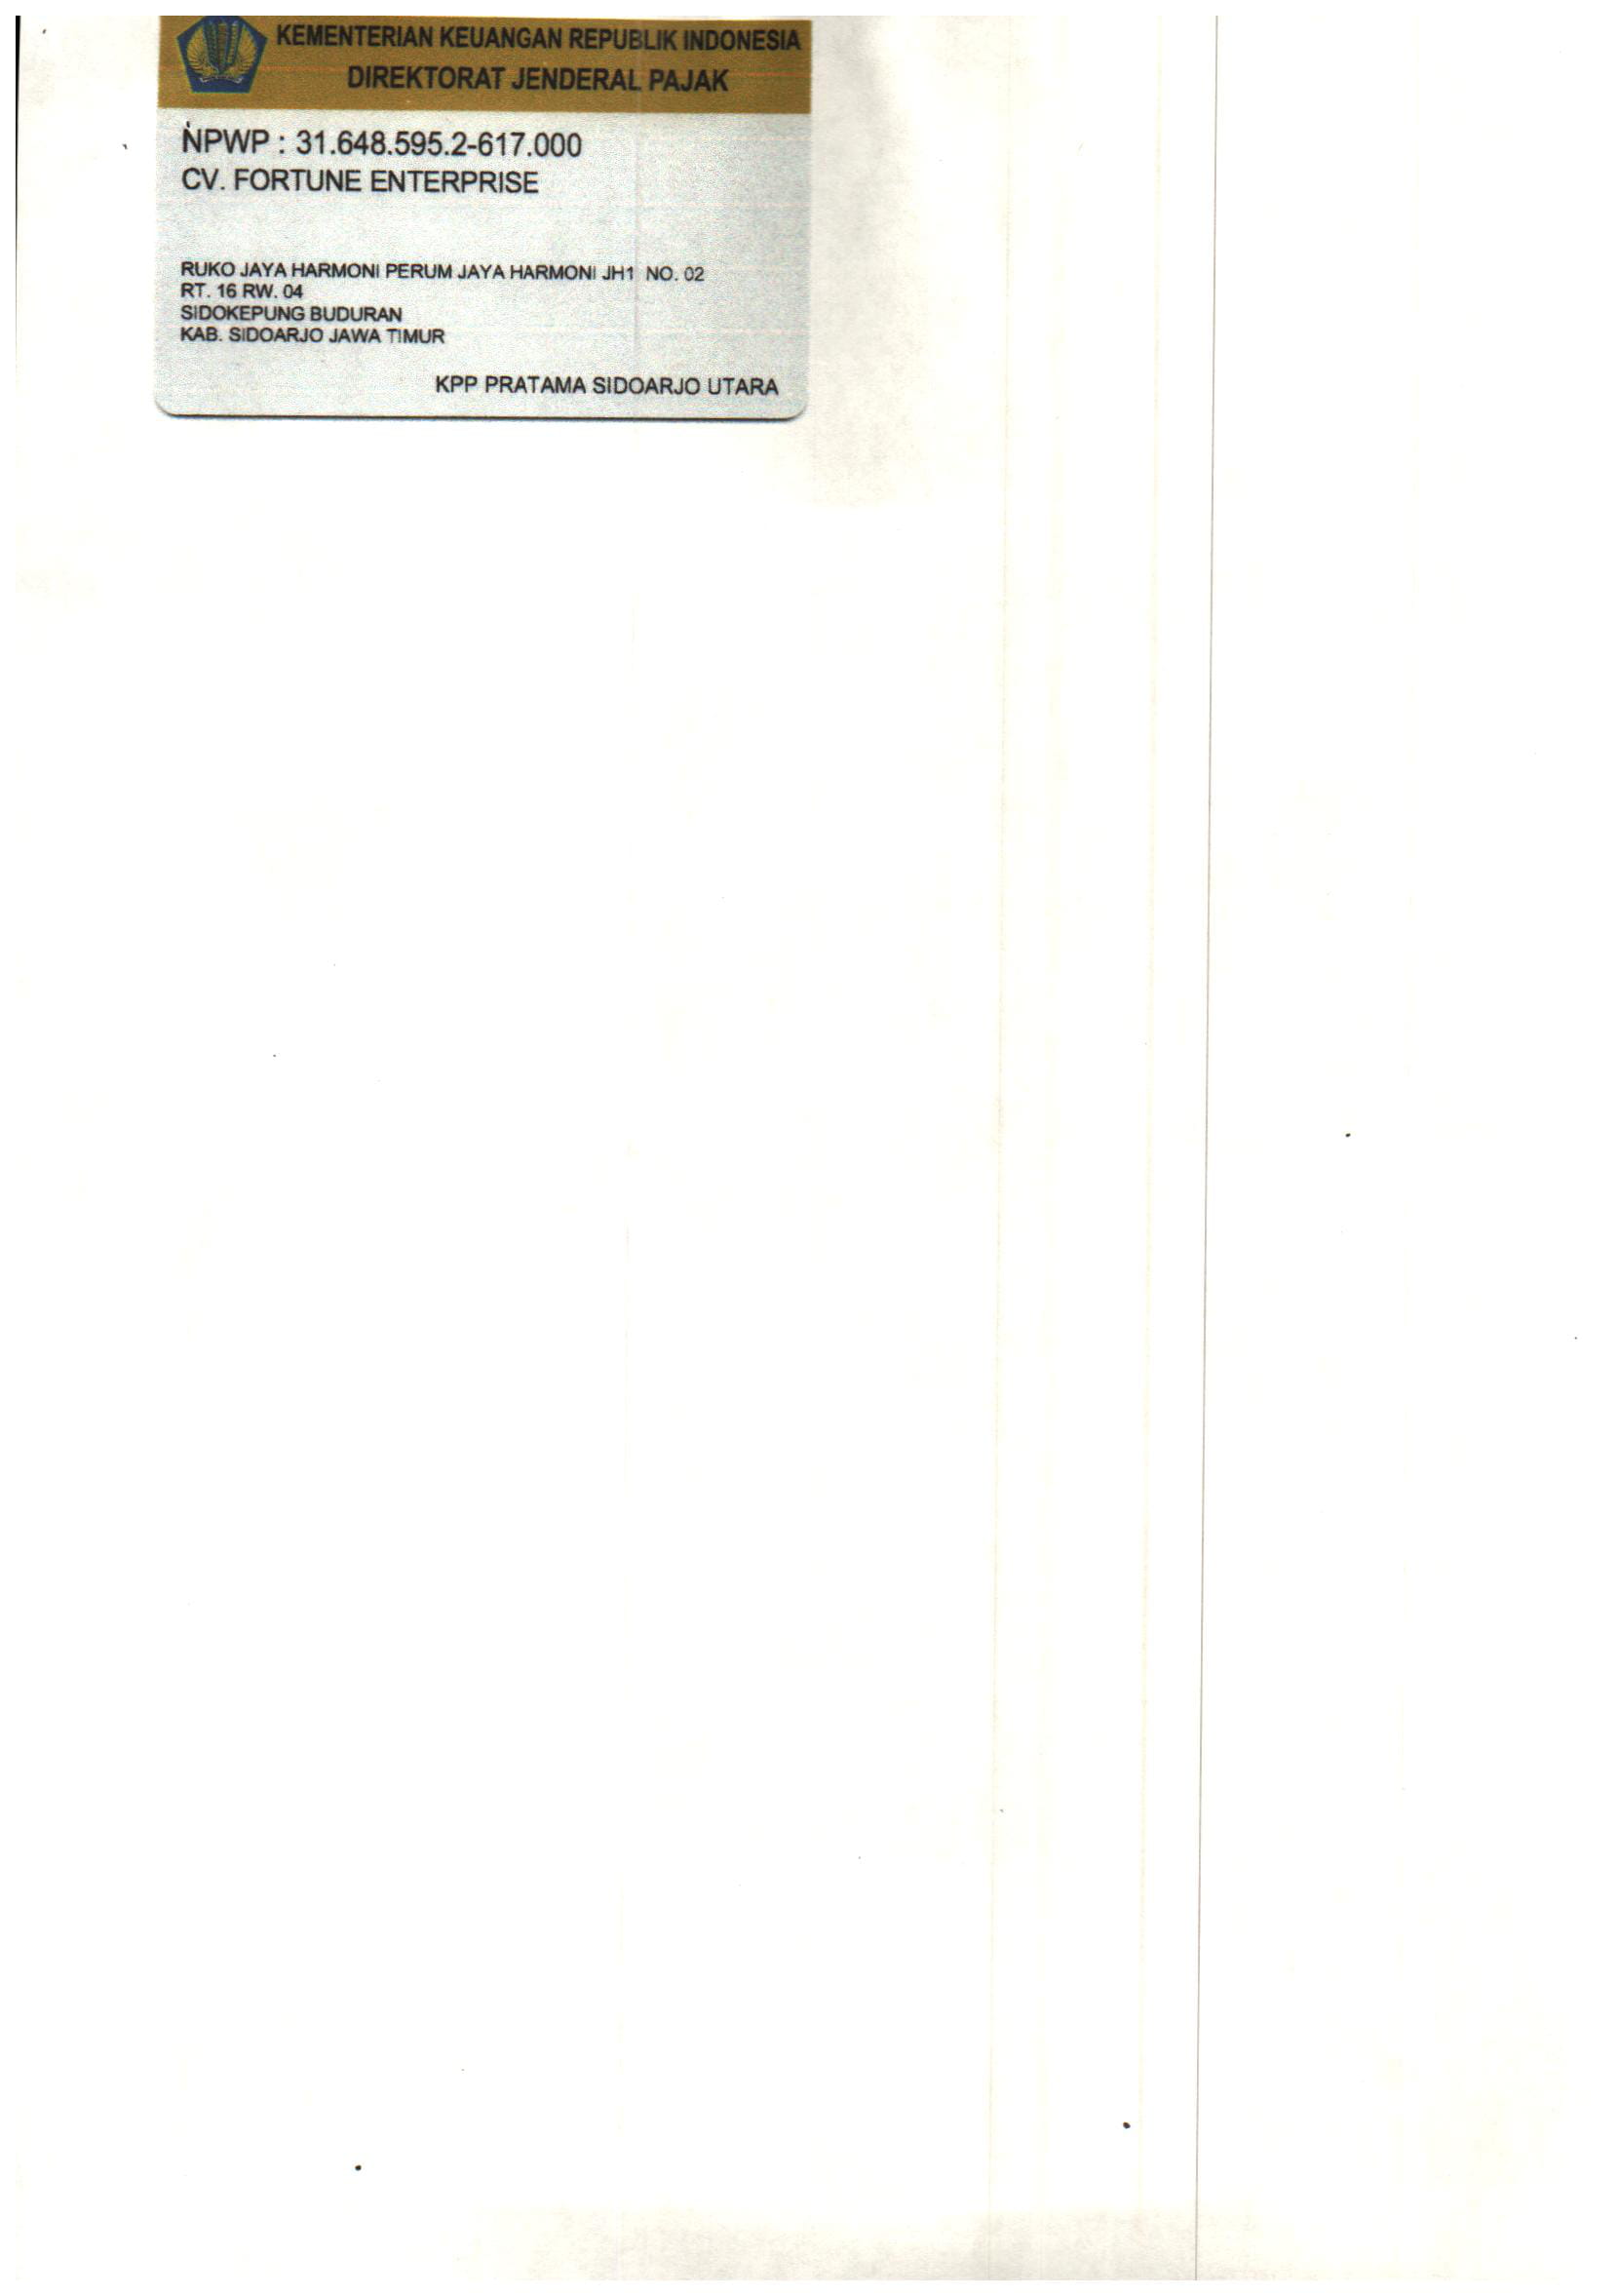 KEMENTERIAN KEUANGAN REPUBLIK INDONESIA
DIREKTORAT JENDERAL PAJAK
NPWP : 31.648.595.2-617.000
CV. FORTUNE ENTERPRISE
RUKO JAYA HARMONI PERUM JAYA HARMONI JH1 NO. 02
RT. 16 RW. 04
SIDOKEPUNG BUDURAN
KAB. SIDOARJO JAWA TIMUR
KPP PRATAMA SIDOARJO UTARA